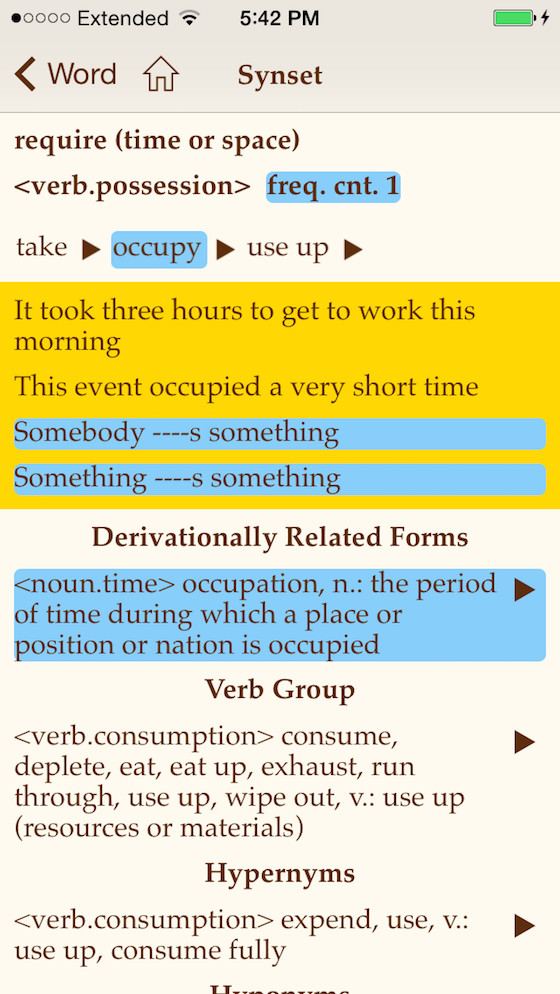 Extended 5:42 PM
Word Synset
require (time or space)
<verb.possession> freq. cnt. 1
take ▶ occupy ▶ use up ▶
It took three hours to get to work this
morning
This event occupied a very short time
Somebody ----s something
Something ----s something
Derivationally Related Forms
<noun.time> occupation, n.: the period
of time during which a place or
position or nation is occupied
Verb Group
<verb.consumption> consume,
deplete, eat, eat up, exhaust, run
through, use up, wipe out, v.: use up
(resources or materials)
Hypernyms
<verb.consumption> expend, use, v.:
use up, consume fully